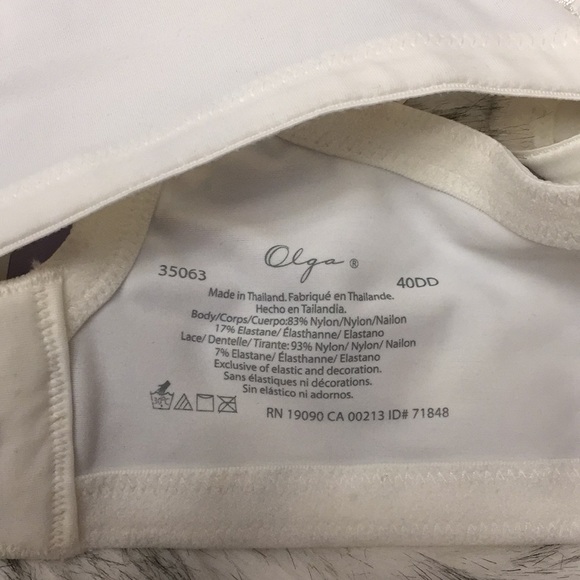 Olga®
35063
40DD
Made in Thailand. Fabriqué en Thailande.
Hecho en Tailandia.
Body/Corps/Cuerpo:83% Nylon/Nylon/Nailon
17% Elastane/ Élasthanne/ Elastano
Lace/ Dentelle/ Tirante: 93% Nylon/ Nylon/ Nailon
7% Elastane/ Élasthanne/ Elastano
Exclusive of elastic and decoration.
Sans élastiques ni décorations.
Sin elástico ni adornos.
30°C
RN 19090 CA 00213 ID# 71848